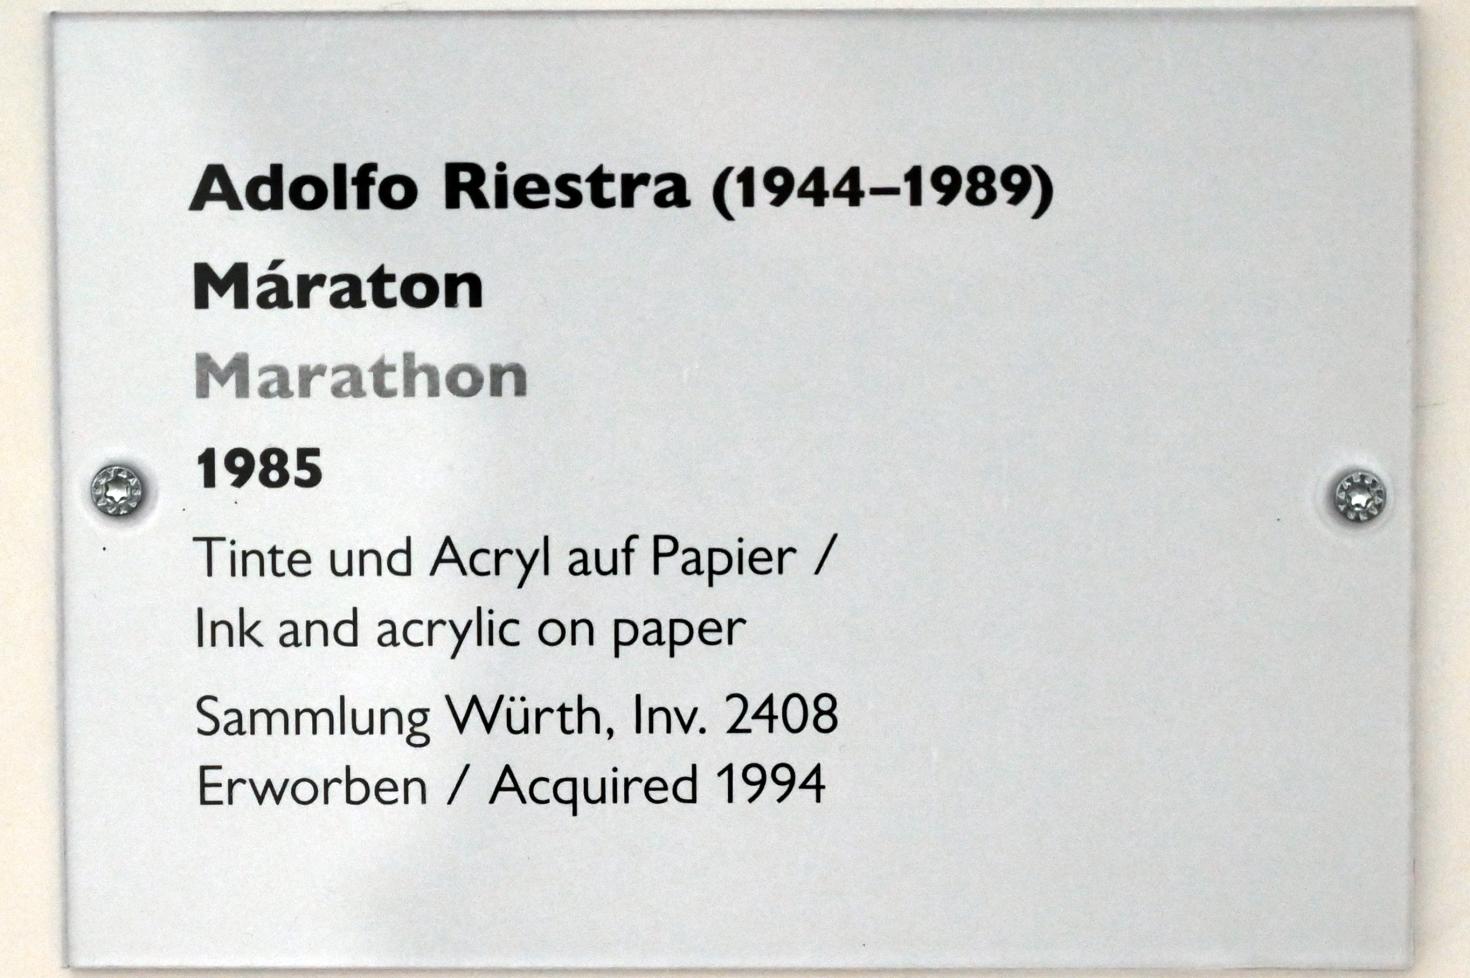 Adolfo Riestra (1944–1989)
Máraton
Marathon
1985
Tinte und Acryl auf Papier /
Ink and acrylic on paper
Sammlung Würth, Inv. 2408
Erworben / Acquired 1994